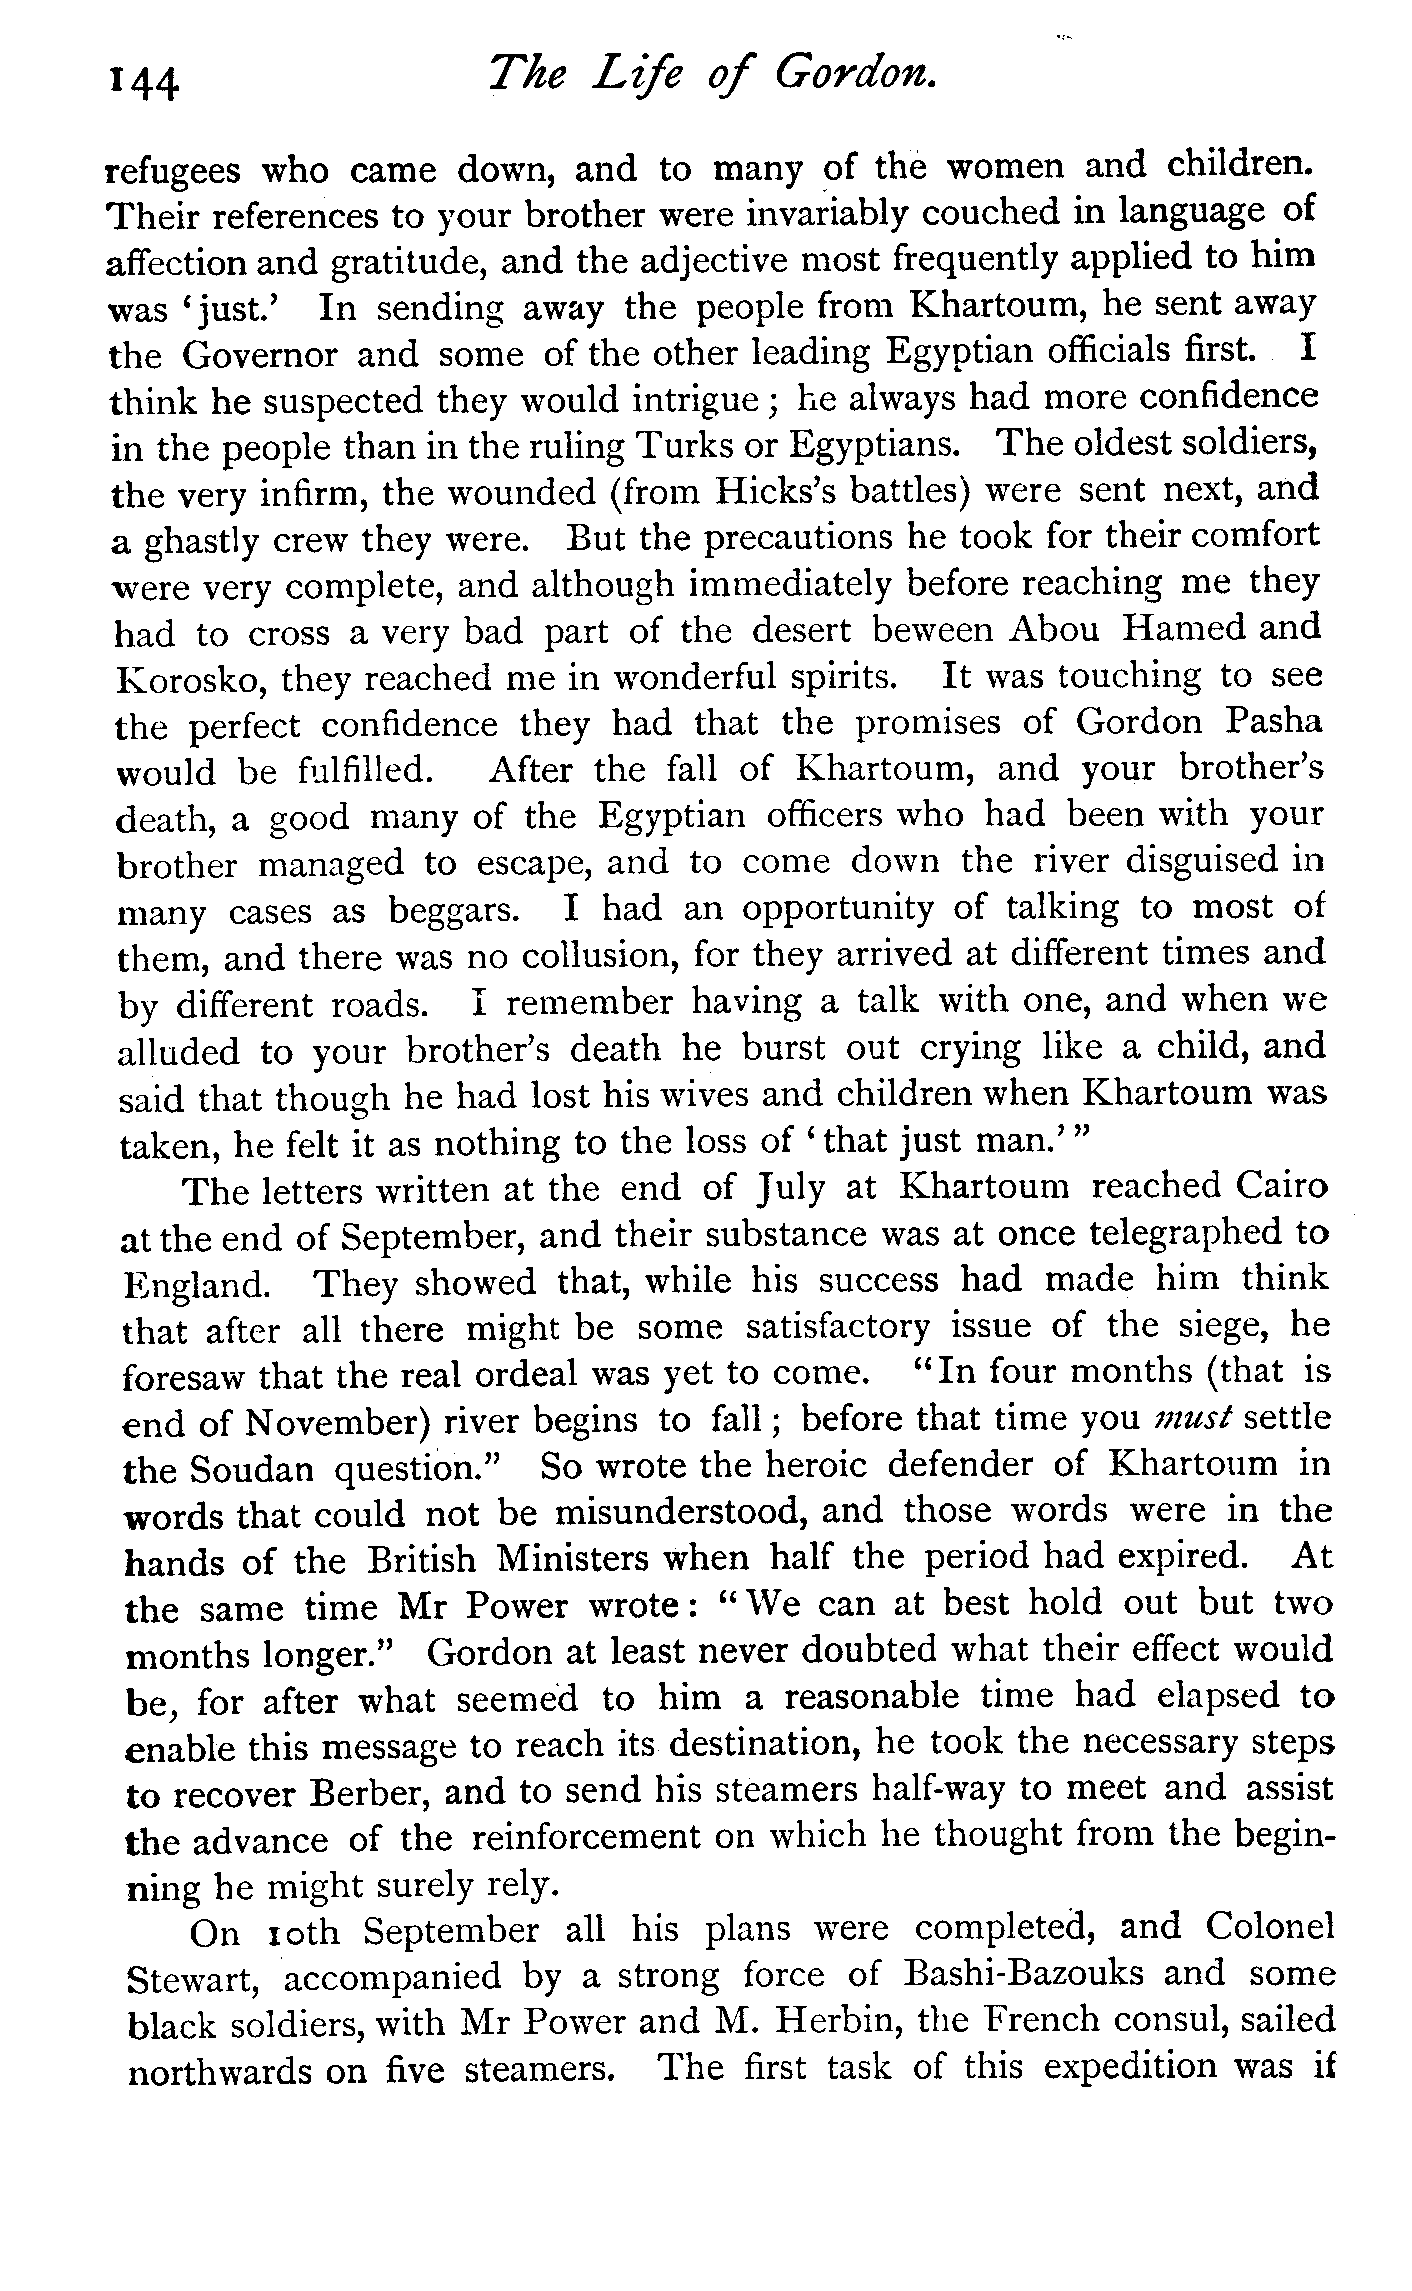 144 The Life of Gordon.
refugees who came down, and to many of the women and children.
Their references to your brother were invariably couched in language of
affection and gratitude, and the adjective most frequently applied to him
was ‘just.’ In sending away the people from Khartoum, he sent away
the Governor and some of the other leading Egyptian officials first. I
think he suspected they would intrigue; he always had more confidence
in the people than in the ruling Turks or Egyptians. The oldest soldiers,
the very infirm, the wounded (from Hicks’s battles) were sent next, and
a ghastly crew they were. But the precautions he took for their comfort
were very complete, and although immediately before reaching me they
had to cross a very bad part of the desert beween Abou Hamed and
Korosko, they reached me in wonderful spirits. It was touching to see
the perfect confidence they had that the promises of Gordon Pasha
would be fulfilled. After the fall of Khartoum, and your brother’s
death, a good many of the Egyptian officers who had been with your
brother managed to escape, and to come down the river disguised in
many cases as beggars. I had an opportunity of talking to most of
them, and there was no collusion, for they arrived at different times and
by different roads. I remember having a talk with one, and when we
alluded to your brother’s death he burst out crying like a child, and
said that though he had lost his wives and children when Khartoum was
taken, he felt it as nothing to the loss of ‘that just man.’”
The letters written at the end of July at Khartoum reached Cairo
at the end of September, and their substance was at once telegraphed to
England. They showed that, while his success had made him think
that after all there might be some satisfactory issue of the siege, he
foresaw that the real ordeal was yet to come. “In four months (that is
end of November) river begins to fall; before that time you must settle
the Soudan question.” So wrote the heroic defender of Khartoum in
words that could not be misunderstood, and those words were in the
hands of the British Ministers when half the period had expired. At
the same time Mr Power wrote: “We can at best hold out but two
months longer.” Gordon at least never doubted what their effect would
be, for after what seemed to him a reasonable time had elapsed to
enable this message to reach its destination, he took the necessary steps
to recover Berber, and to send his steamers half-way to meet and assist
the advance of the reinforcement on which he thought from the begin-
ning he might surely rely.
On 10th September all his plans were completed, and Colonel
Stewart, accompanied by a strong force of Bashi-Bazouks and some
black soldiers, with Mr Power and M. Herbin, the French consul, sailed
northwards on five steamers. The first task of this expedition was if